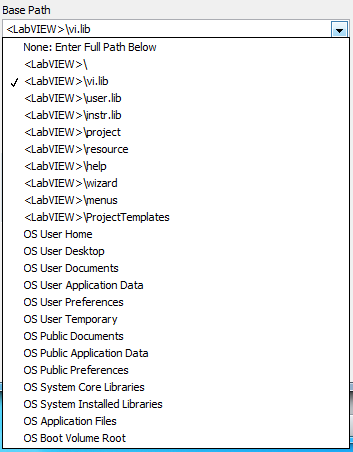 Base Path
<LabVIEW>\vi.lib
None: Enter Full Path Below
<LabVIEW>\
✓ <LabVIEW>\vi.lib
<LabVIEW>\user.lib
<LabVIEW>\instr.lib
<LabVIEW>\project
<LabVIEW>\resource
<LabVIEW>\help
<LabVIEW>\wizard
<LabVIEW>\menus
<LabVIEW>\ProjectTemplates
OS User Home
OS User Desktop
OS User Documents
OS User Application Data
OS User Preferences
OS User Temporary
OS Public Documents
OS Public Application Data
OS Public Preferences
OS System Core Libraries
OS System Installed Libraries
OS Application Files
OS Boot Volume Root